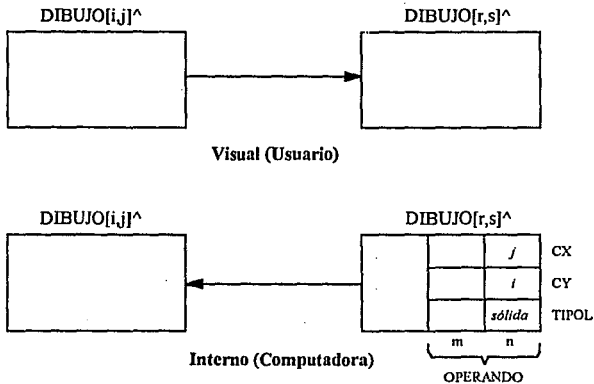 DIBUJO[i,j]^ DIBUJO[r,s]^
Visual (Usuario)
DIBUJO[i,j]^ DIBUJO[r,s]^
j CX
i CY
sólida TIPOL
m n
Interno (Computadora)
OPERANDO